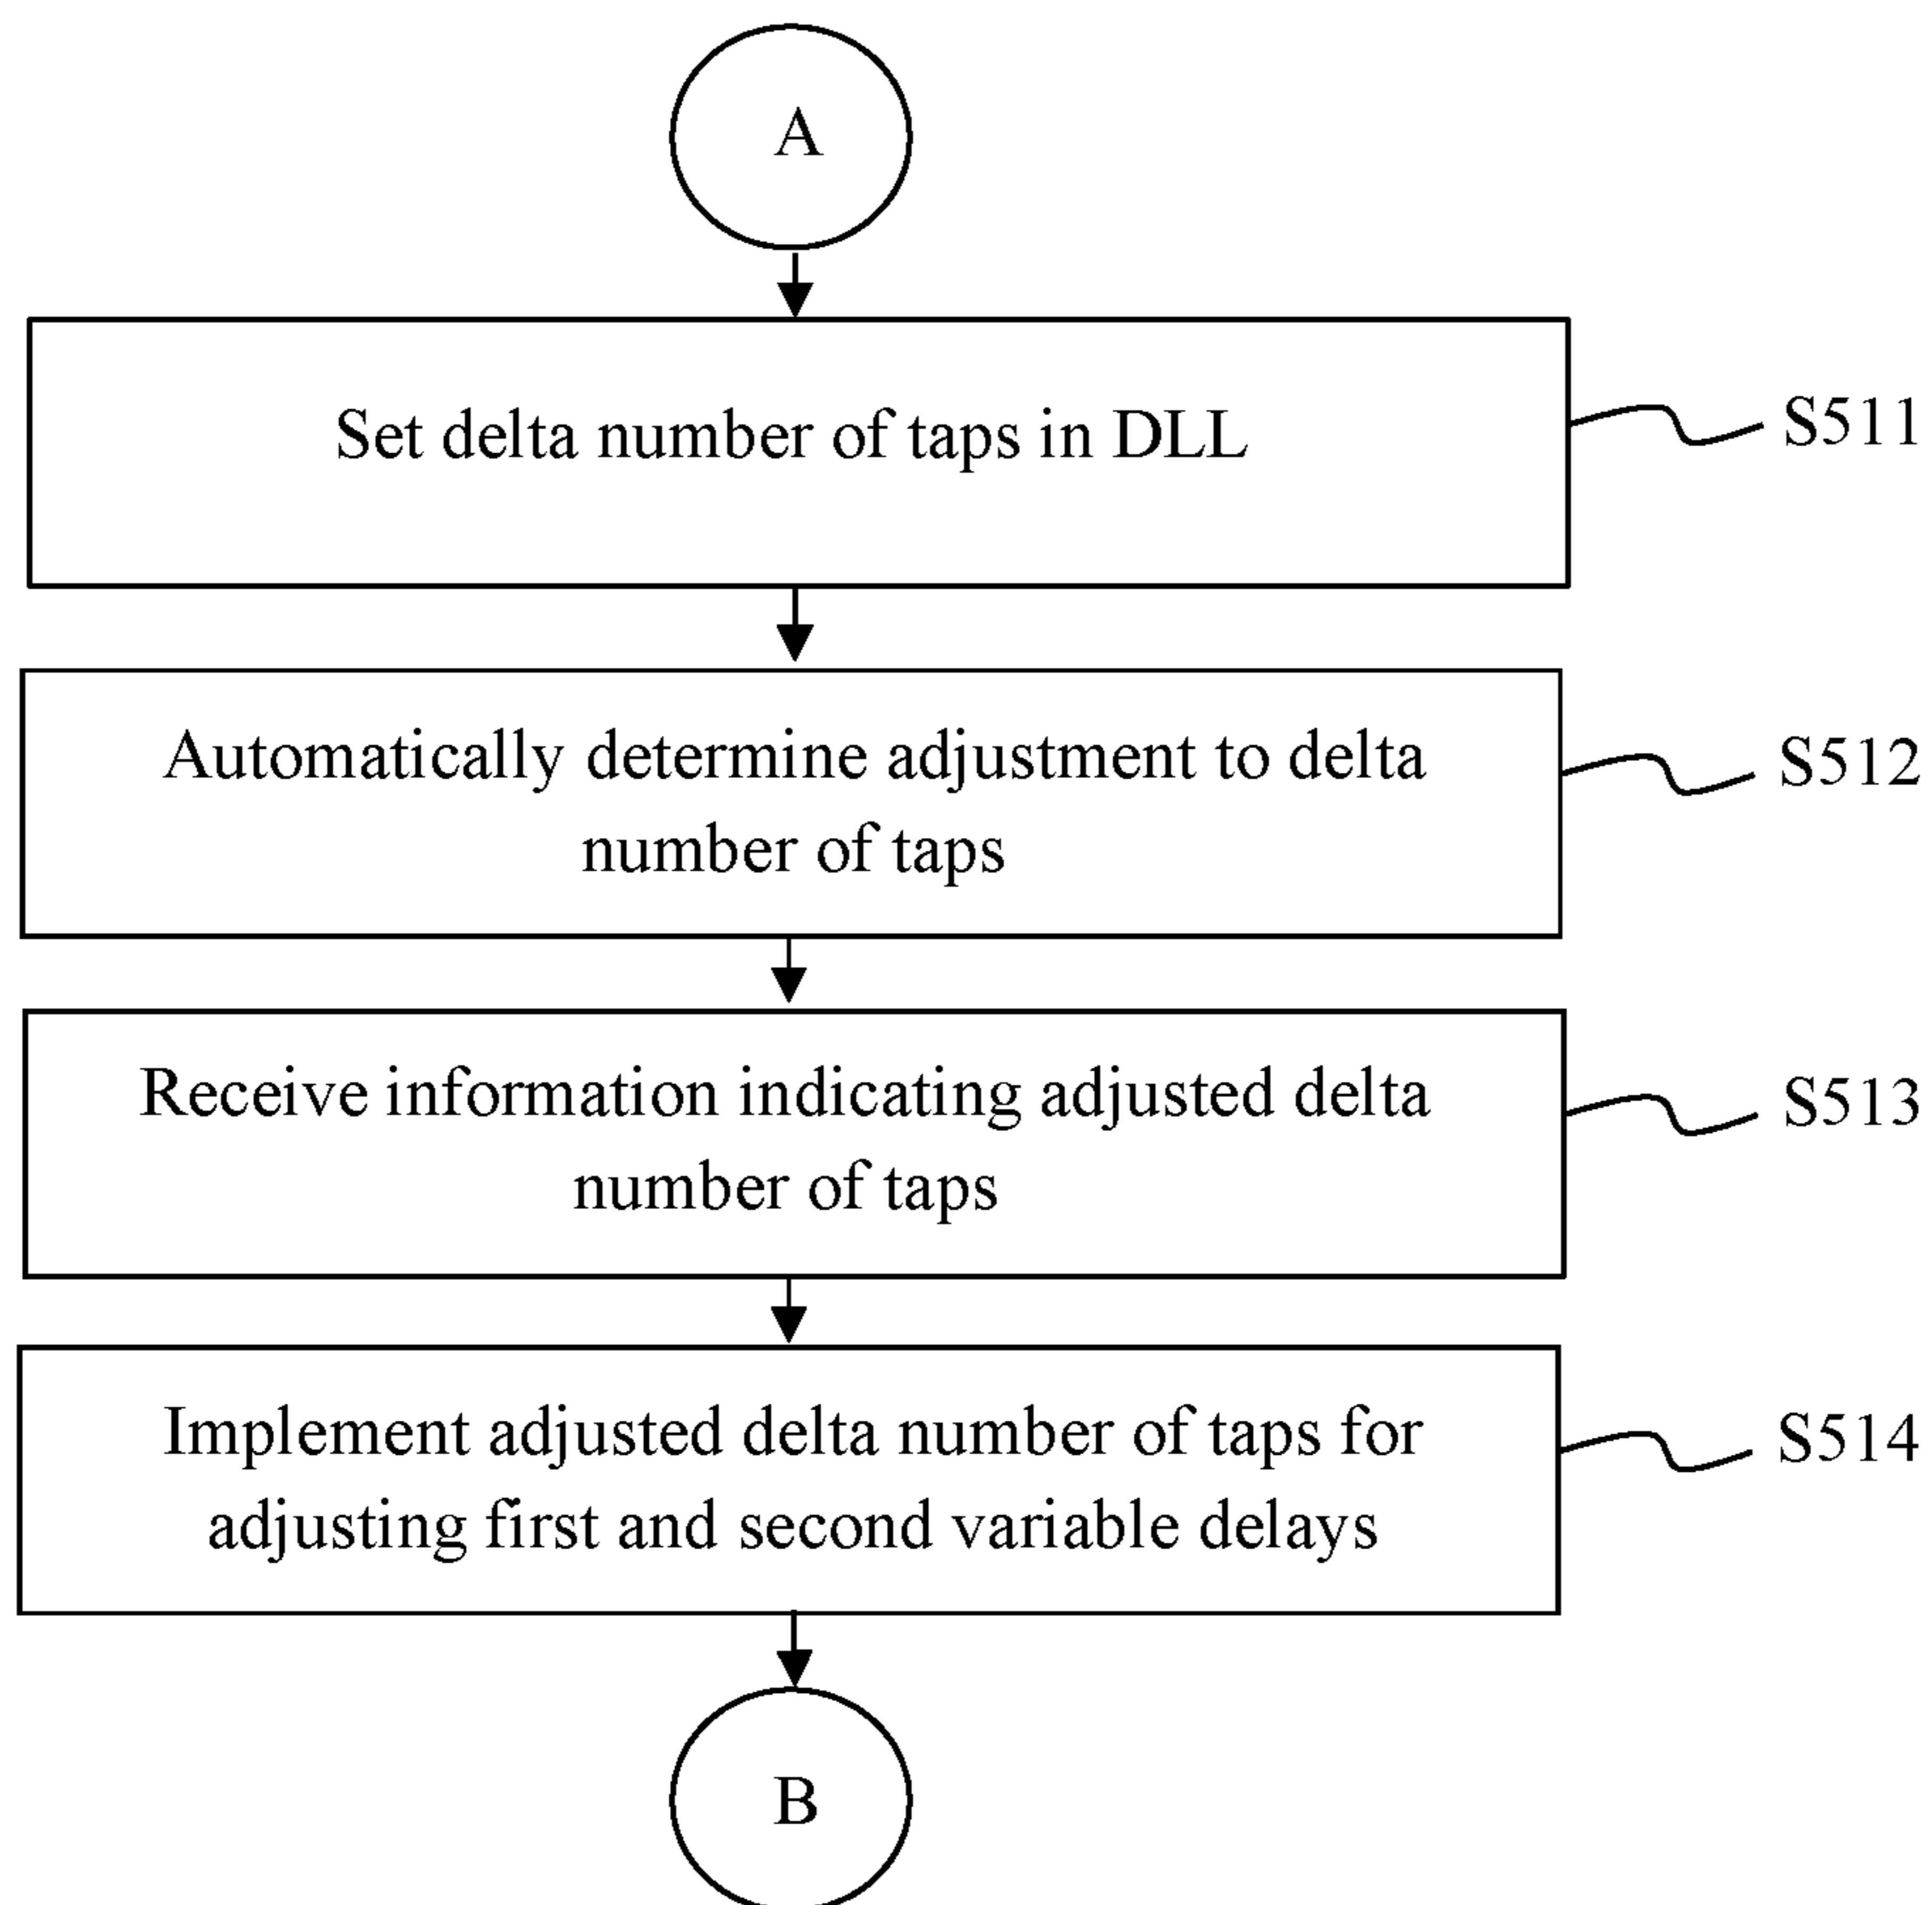 A
Set delta number of taps in DLL
S511
Automatically determine adjustment to delta
number of taps
S512
Receive information indicating adjusted delta
number of taps
S513
Implement adjusted delta number of taps for
adjusting first and second variable delays
S514
B